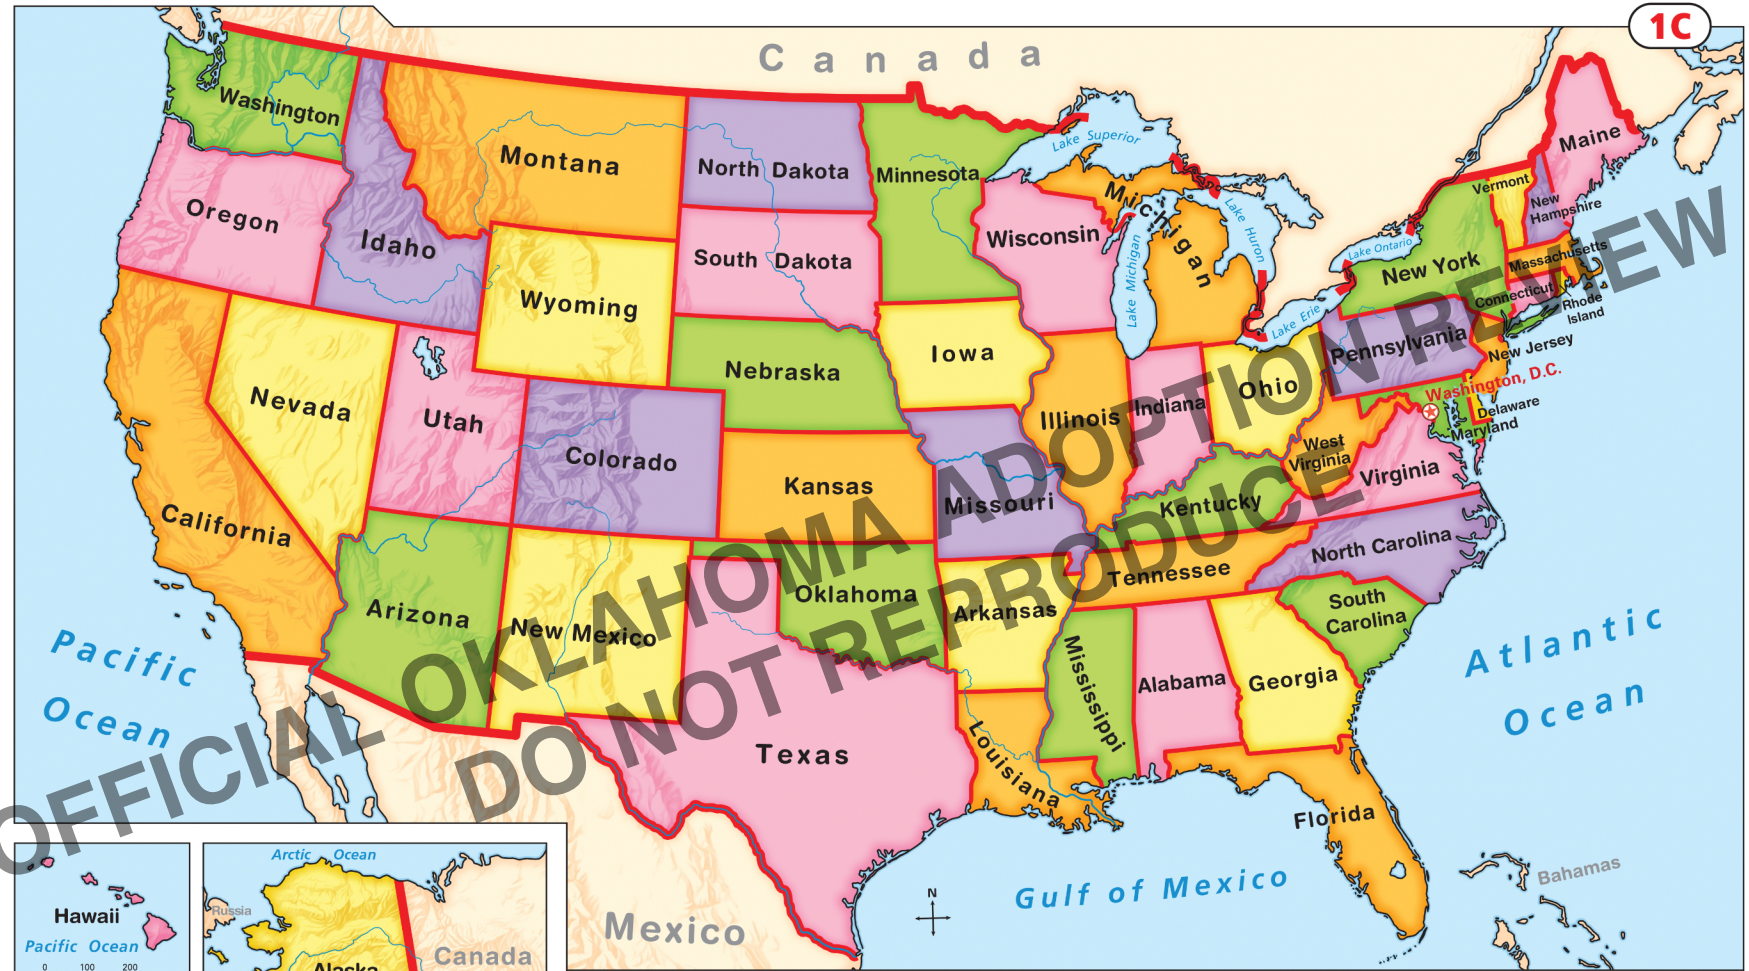 1C
Canada
Washington
Montana
North Dakota
Minnesota
Lake Superior
Maine
Oregon
Idaho
South Dakota
Wisconsin
Michigan
Lake Michigan
Lake Huron
Lake Ontario
Lake Erie
Vermont
New
Hampshire
New York
Massachusetts
Connecticut
Rhode
Island
Wyoming
Nebraska
Iowa
Illinois
Indiana
Ohio
Pennsylvania
New Jersey
Washington, D.C.
Delaware
Maryland
Nevada
Utah
Colorado
Kansas
Missouri
Kentucky
West
Virginia
Virginia
California
Arizona
New Mexico
Oklahoma
Arkansas
Tennessee
North Carolina
South
Carolina
Texas
Louisiana
Mississippi
Alabama
Georgia
Florida
Pacific
Ocean
Atlantic
Ocean
Gulf of Mexico
Bahamas
Mexico
N
OFFICIAL OKLAHOMA ADOPTION REVIEW
DO NOT REPRODUCE
Hawaii
Pacific Ocean
0 100 200
Arctic Ocean
Russia
Canada
Alaska